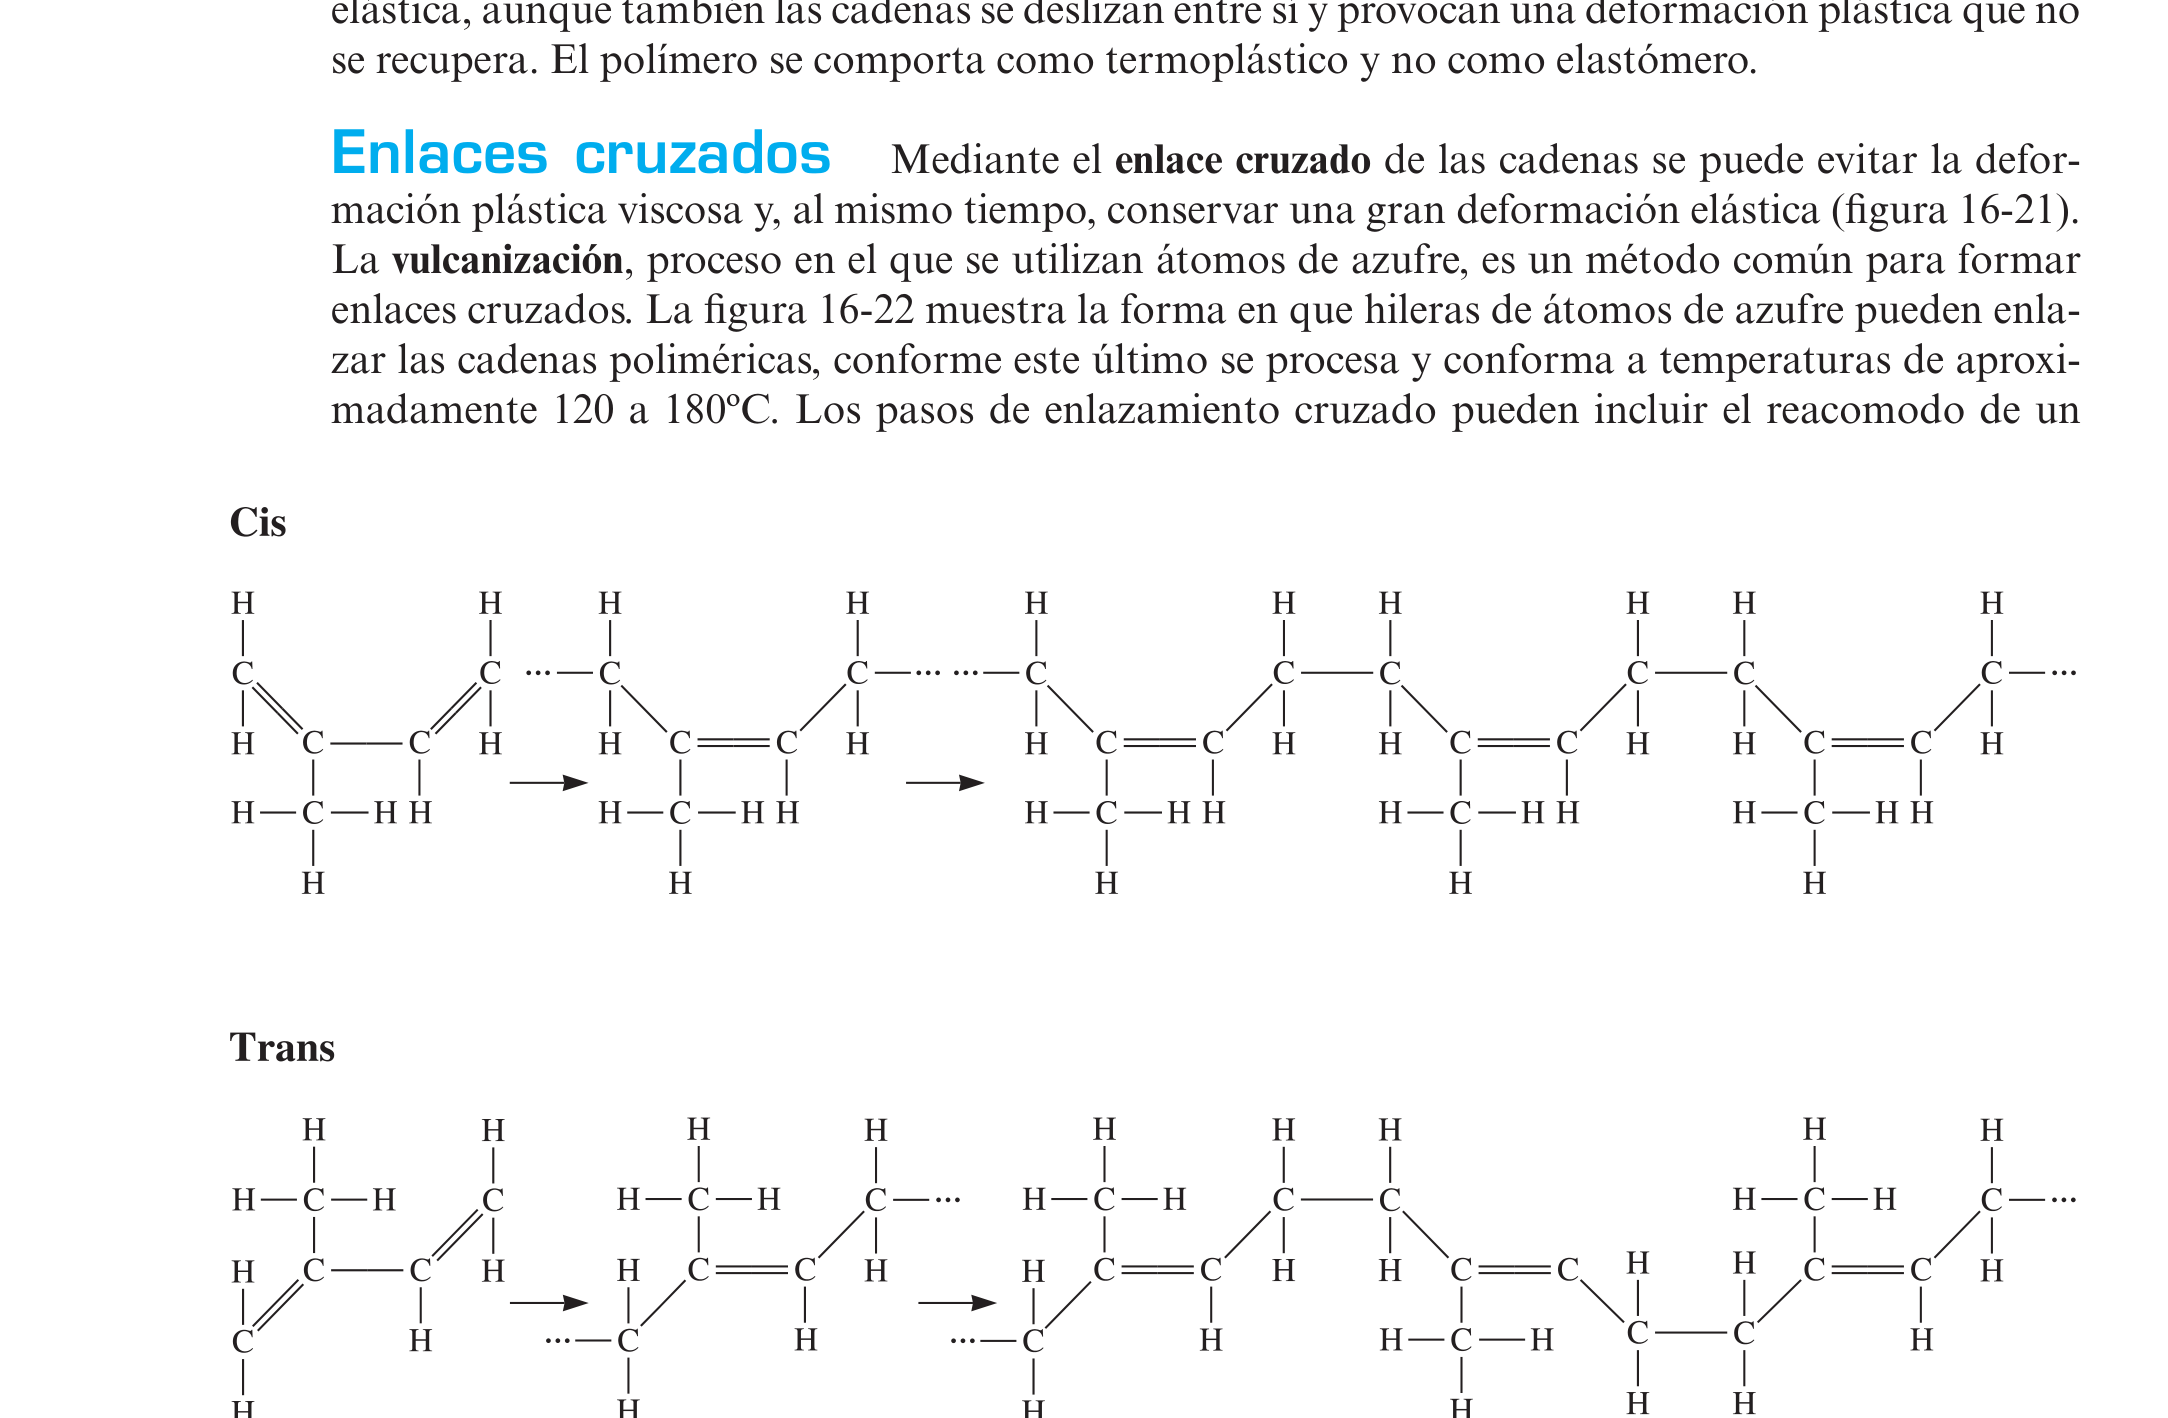 elástica, aunque también las cadenas se deslizan entre sí y provocan una deformación plástica que no
se recupera. El polímero se comporta como termoplástico y no como elastómero.
Enlaces cruzados Mediante el enlace cruzado de las cadenas se puede evitar la defor-
mación plástica viscosa y, al mismo tiempo, conservar una gran deformación elástica (figura 16-21).
La vulcanización, proceso en el que se utilizan átomos de azufre, es un método común para formar
enlaces cruzados. La figura 16-22 muestra la forma en que hileras de átomos de azufre pueden enla-
zar las cadenas poliméricas, conforme este último se procesa y conforma a temperaturas de aproxi-
madamente 120 a 180ºC. Los pasos de enlazamiento cruzado pueden incluir el reacomodo de un
Cis
H H H H H H H H H H
C C ··· C C ··· ··· C C C C C C ···
H C C H H C C H H C C H H C C H H C C H
H C H H H C H H H C H H H C H H H C H H
H H H H H
Trans
H H H H H H H H H
H C H C H C H C ··· H C H C C H C H C ···
H C C H H C C H H C C H H C C H H C C H
C H ··· C H ··· C H H C H C C H
H H H H H H